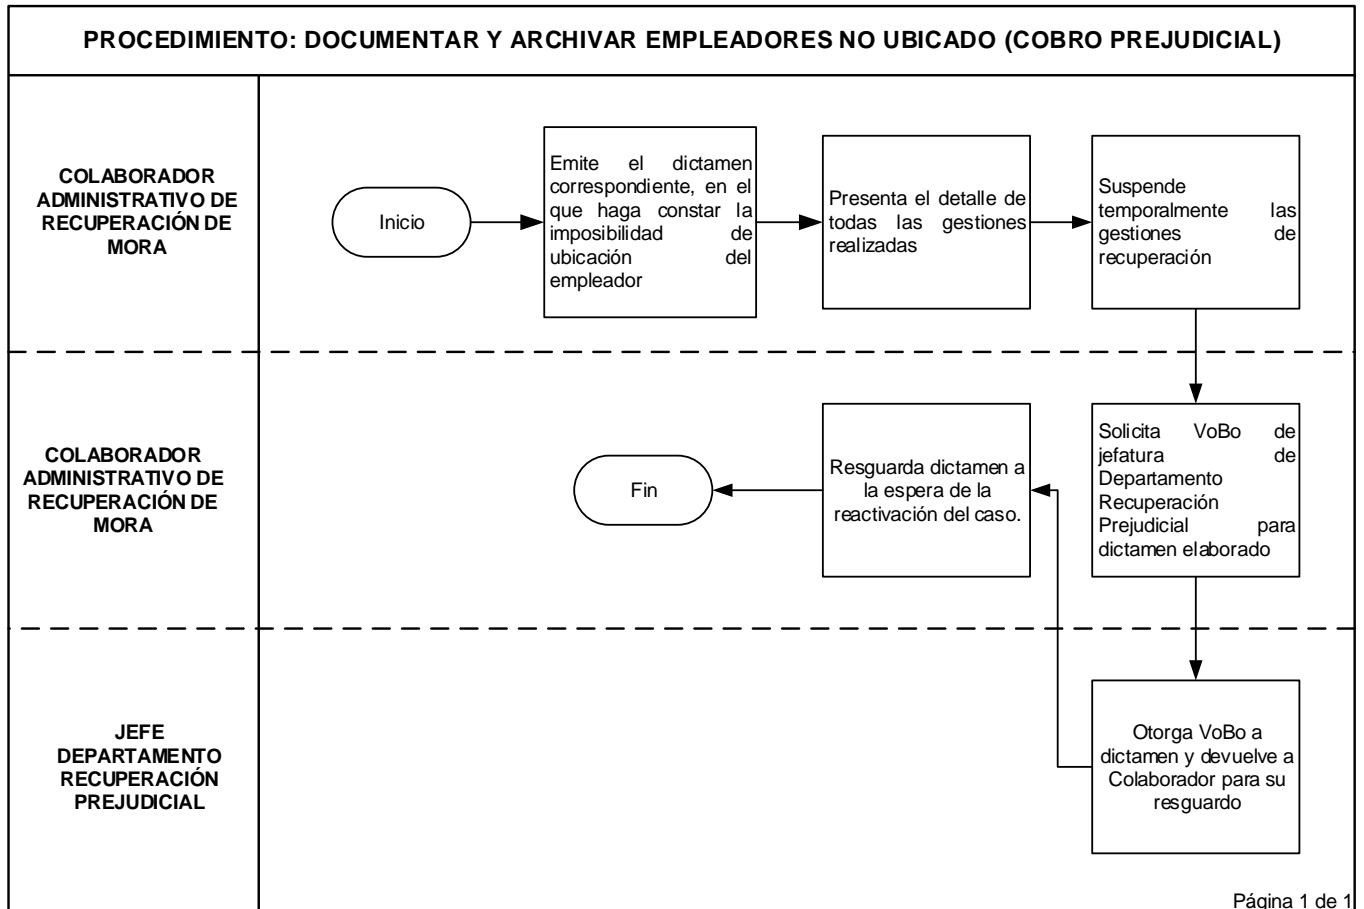 PROCEDIMIENTO: DOCUMENTAR Y ARCHIVAR EMPLEADORES NO UBICADO (COBRO PREJUDICIAL)
COLABORADOR
ADMINISTRATIVO DE
RECUPERACIÓN DE
MORA
Inicio
Emite el dictamen
correspondiente, en el
que haga constar la
imposibilidad de
ubicación del
empleador
Presenta el detalle de
todas las gestiones
realizadas
Suspende
temporalmente las
gestiones de
recuperación
COLABORADOR
ADMINISTRATIVO DE
RECUPERACIÓN DE
MORA
Fin
Resguarda dictamen a
la espera de la
reactivación del caso.
Solicita VoBo de
jefatura de
Departamento
Recuperación
Prejudicial para
dictamen elaborado
JEFE
DEPARTAMENTO
RECUPERACIÓN
PREJUDICIAL
Otorga VoBo a
dictamen y devuelve a
Colaborador para su
resguardo
Página 1 de 1